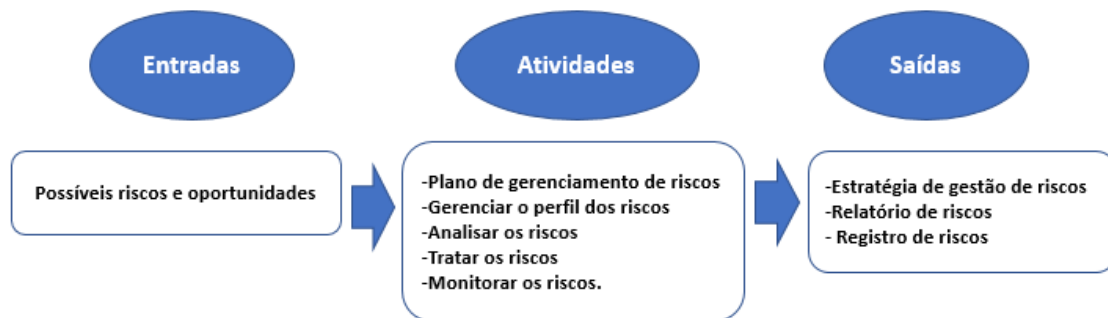 Entradas
Atividades
Saídas
Possíveis riscos e oportunidades
-Plano de gerenciamento de riscos
-Gerenciar o perfil dos riscos
-Analisar os riscos
-Tratar os riscos
-Monitorar os riscos.
-Estratégia de gestão de riscos
-Relatório de riscos
- Registro de riscos